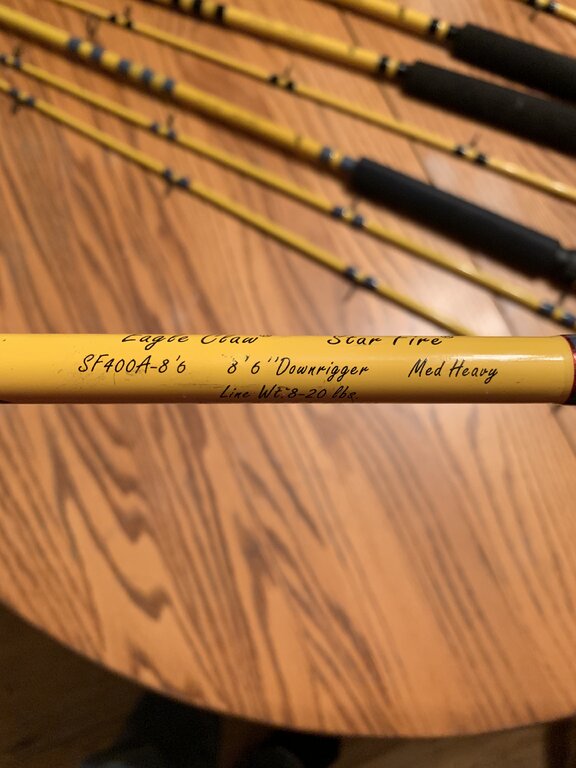 Eagle Claw® Star Fire®
SF400A-8'6 8'6" Downrigger Med Heavy
Line Wt. 8-20 lbs.